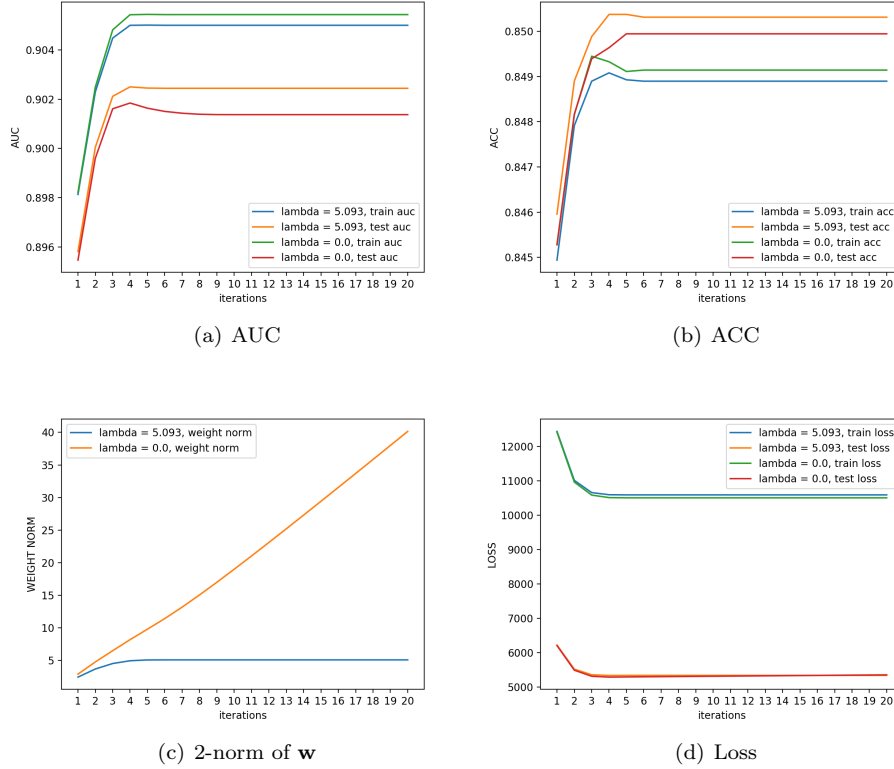 0.904
0.902
0.900
0.898
0.896
AUC
lambda = 5.093, train auc
lambda = 5.093, test auc
lambda = 0.0, train auc
lambda = 0.0, test auc
1 2 3 4 5 6 7 8 9 10 11 12 13 14 15 16 17 18 19 20
iterations
(a) AUC
0.850
0.849
0.848
0.847
0.846
0.845
ACC
lambda = 5.093, train acc
lambda = 5.093, test acc
lambda = 0.0, train acc
lambda = 0.0, test acc
1 2 3 4 5 6 7 8 9 10 11 12 13 14 15 16 17 18 19 20
iterations
(b) ACC
40
35
30
25
20
15
10
5
WEIGHT NORM
lambda = 5.093, weight norm
lambda = 0.0, weight norm
1 2 3 4 5 6 7 8 9 10 11 12 13 14 15 16 17 18 19 20
iterations
(c) 2-norm of w
12000
11000
10000
9000
8000
7000
6000
5000
LOSS
lambda = 5.093, train loss
lambda = 5.093, test loss
lambda = 0.0, train loss
lambda = 0.0, test loss
1 2 3 4 5 6 7 8 9 10 11 12 13 14 15 16 17 18 19 20
iterations
(d) Loss